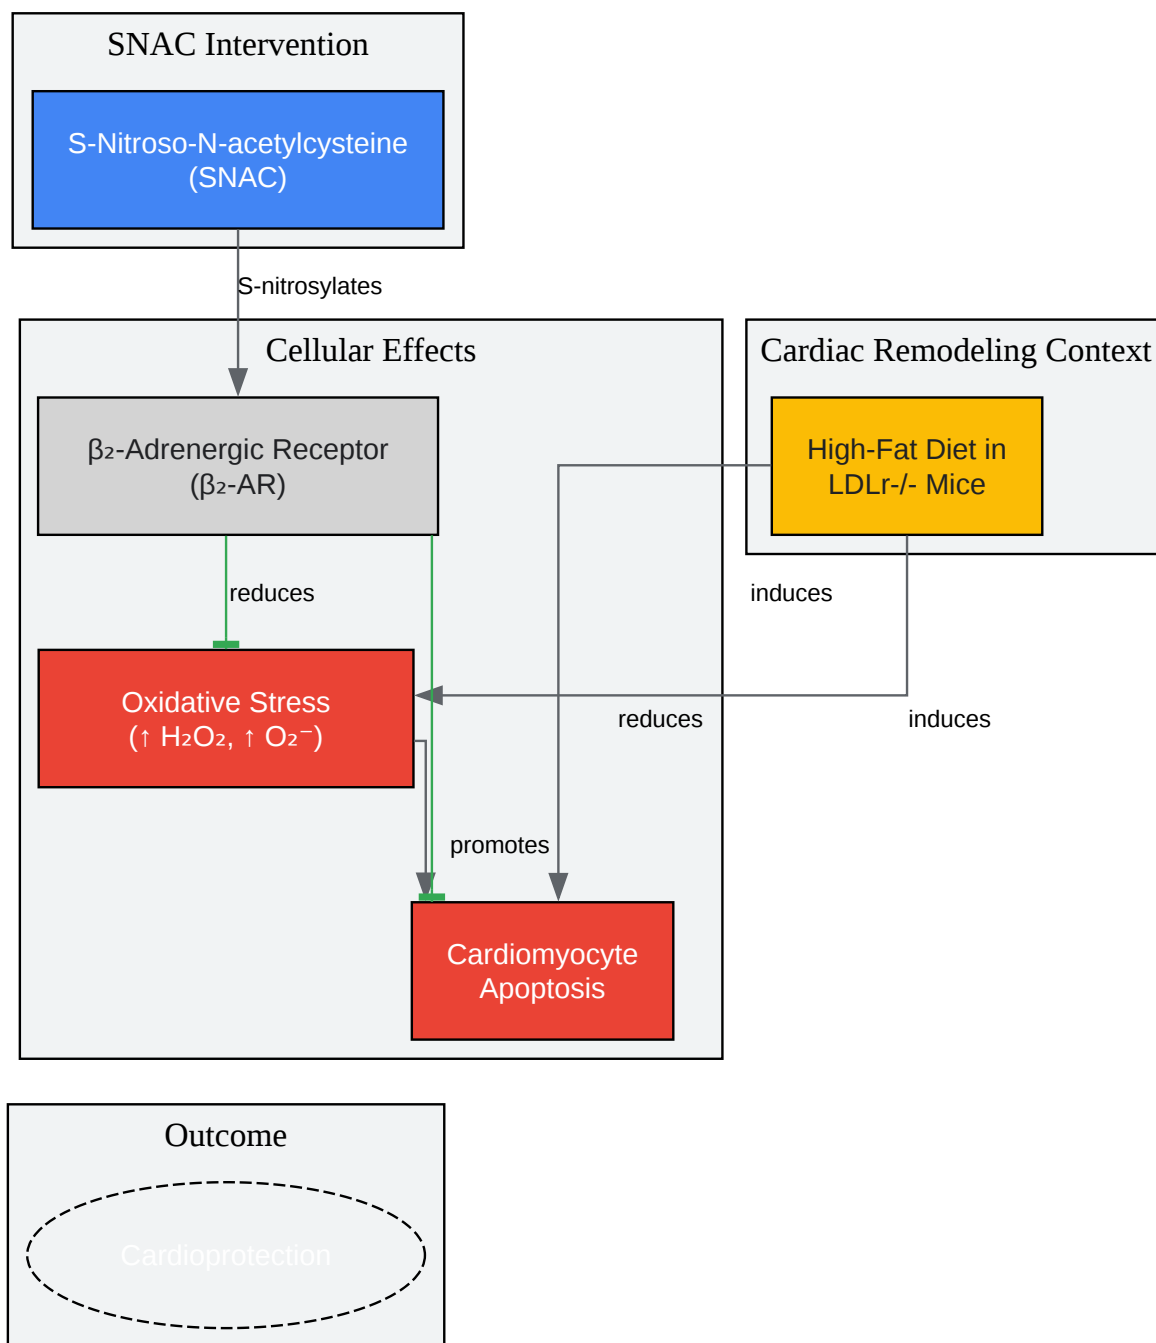 SNAC Intervention
S-Nitroso-N-acetylcysteine
(SNAC)
S-nitrosylates
Cellular Effects
Cardiac Remodeling Context
β₂-Adrenergic Receptor
(β₂-AR)
High-Fat Diet in
LDLr-/- Mice
reduces
induces
Oxidative Stress
(↑ H₂O₂, ↑ O₂⁻)
reduces
induces
promotes
Cardiomyocyte
Apoptosis
Outcome
Cardioprotection